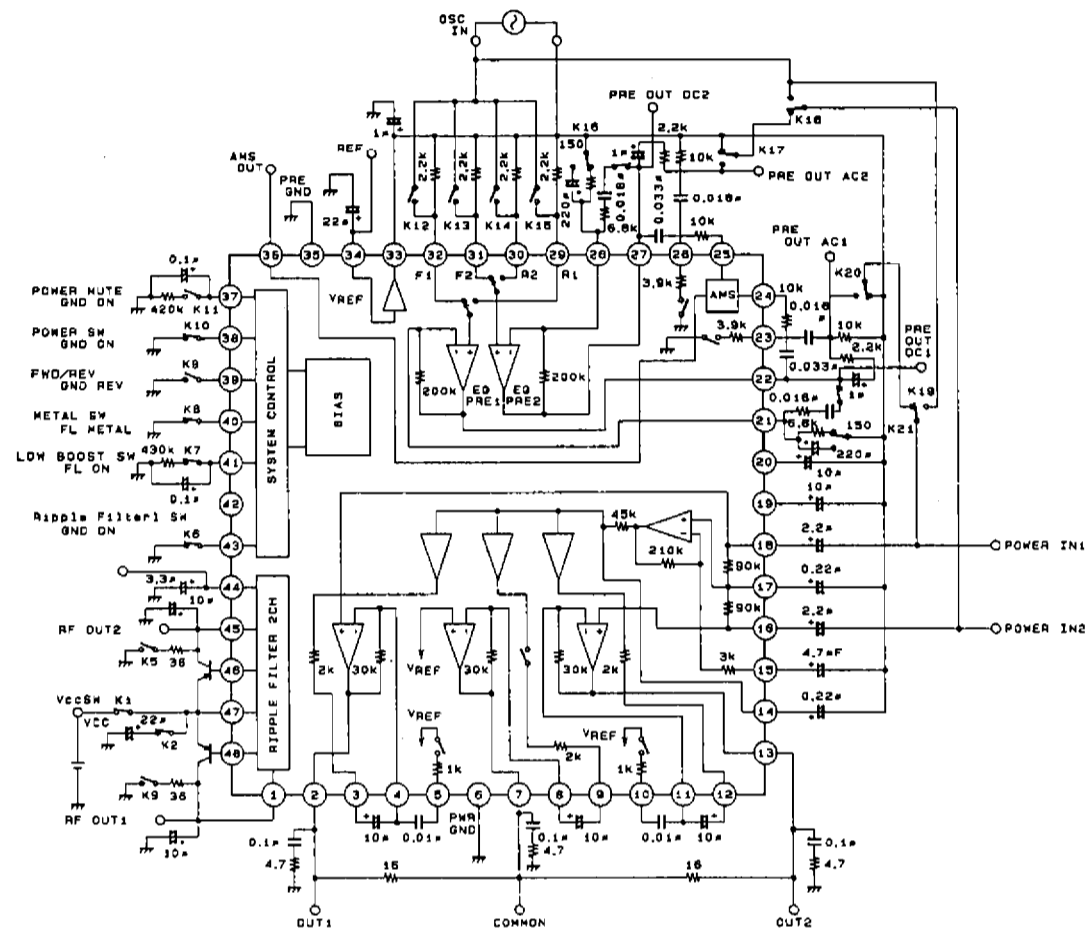 OSC
IN
PRE OUT DC2
K16
K16
150
2.2k
10k
K17
PRE OUT AC2
AMS
OUT
PRE
GND
REF
1μ
22μ
2.2k
2.2k
2.2k
2.2k
K12
K13
K14
K15
220μ
0.018μ
6.8k
1μ
0.033μ
0.018μ
10k
PRE
OUT AC1
36
35
34
33
32
31
30
29
28
27
26
25
F1
F2
R2
R1
VREF
3.9k
AMS
0.1μ
POWER MUTE
GND ON
420k
K11
37
POWER SW
GND ON
K10
38
FWD/REV
GND REV
K9
39
METAL SW
FL METAL
K8
40
LOW BOOST SW
FL ON
430k
K7
41
0.1μ
42
Ripple Filter1 SW
GND ON
K6
43
SYSTEM CONTROL
BIAS
200k
EQ
PRE1
EQ
PRE2
200k
24
10k
0.018μ
K20
23
3.9k
10k
2.2k
PRE
OUT
DC1
22
0.033μ
1μ
K19
0.018μ
6.8k
150
K21
21
220μ
20
10μ
19
10μ
18
2.2μ
POWER IN1
17
0.22μ
16
2.2μ
POWER IN2
15
4.7μF
14
0.22μ
13
45k
210k
90k
90k
3k
3.3μ
44
10μ
RF OUT2
45
K5
36
46
VccSW
K1
VCC
47
22μ
K2
48
K9
36
RF OUT1
10μ
RIPPLE FILTER 2CH
2k
30k
VREF
30k
30k
2k
VREF
1k
2k
VREF
1k
1
2
3
4
5
6
7
8
9
10
11
12
PWR
GND
10μ
0.01μ
10μ
0.01μ
10μ
0.1μ
4.7
0.1μ
4.7
0.1μ
4.7
15
16
OUT1
COMMON
OUT2